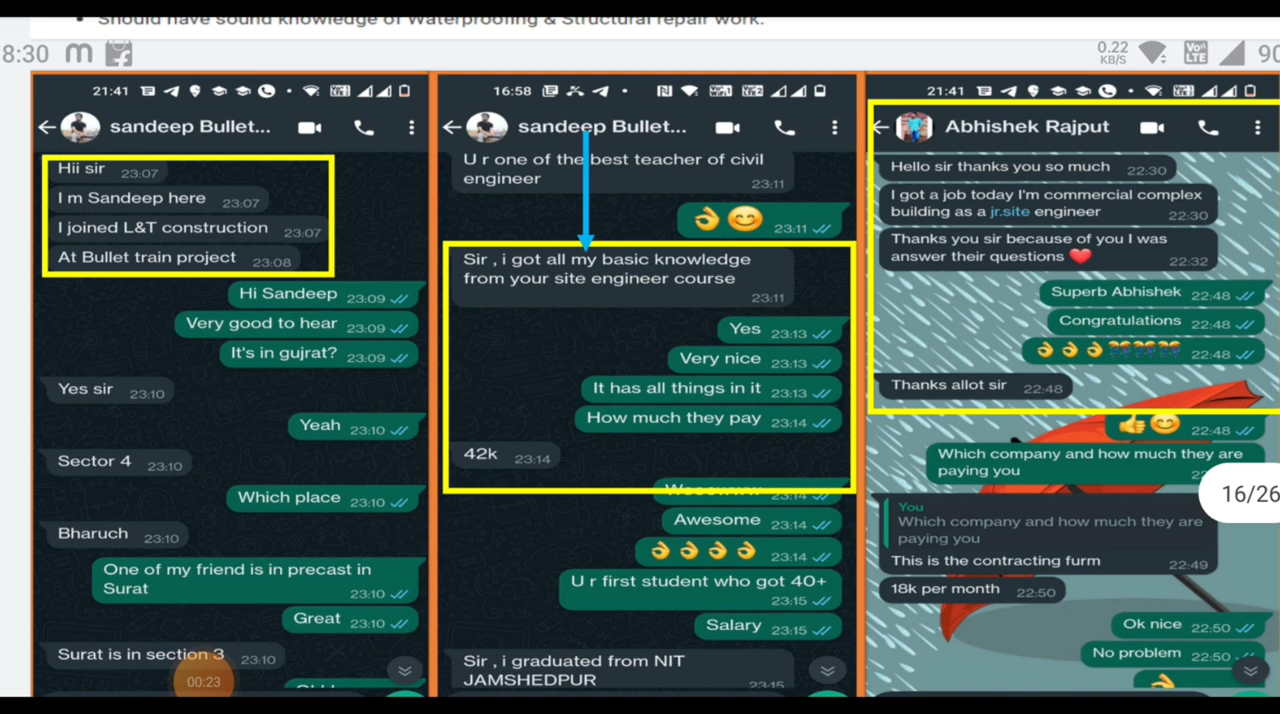 • Should have sound knowledge of Waterproofing & Structural repair work.
8:30
0.22
KB/S
Vo
LTE
90
21:41
sandeep Bullet...
Hii sir 23:07
I m Sandeep here 23:07
I joined L&T construction 23:07
At Bullet train project 23:08
Hi Sandeep 23:09
Very good to hear 23:09
It's in gujrat? 23:09
Yes sir 23:10
Yeah 23:10
Sector 4 23:10
Which place 23:10
Bharuch 23:10
One of my friend is in precast in
Surat 23:10
Great 23:10
Surat is in section 3 23:10
00:23
16:58
sandeep Bullet...
U r one of the best teacher of civil
engineer 23:11
👌😊 23:11
Sir , i got all my basic knowledge
from your site engineer course
23:11
Yes 23:13
Very nice 23:13
It has all things in it 23:13
How much they pay 23:14
42k 23:14
23:14
Awesome 23:14
👌👌👌👌 23:14
U r first student who got 40+
23:15
Salary 23:15
Sir , i graduated from NIT
JAMSHEDPUR 23:15
21:41
Abhishek Rajput
Hello sir thanks you so much 22:30
I got a job today I'm commercial complex
building as a jr.site engineer 22:30
Thanks you sir because of you I was
answer their questions ❤️ 22:32
Superb Abhishek 22:48
Congratulations 22:48
👌👌👌 22:48
Thanks allot sir 22:48
👍😊 22:48
Which company and how much they are
paying you
16/26
You
Which company and how much they are
paying you
This is the contracting furm 22:49
18k per month 22:50
Ok nice 22:50
No problem 22:50
👌